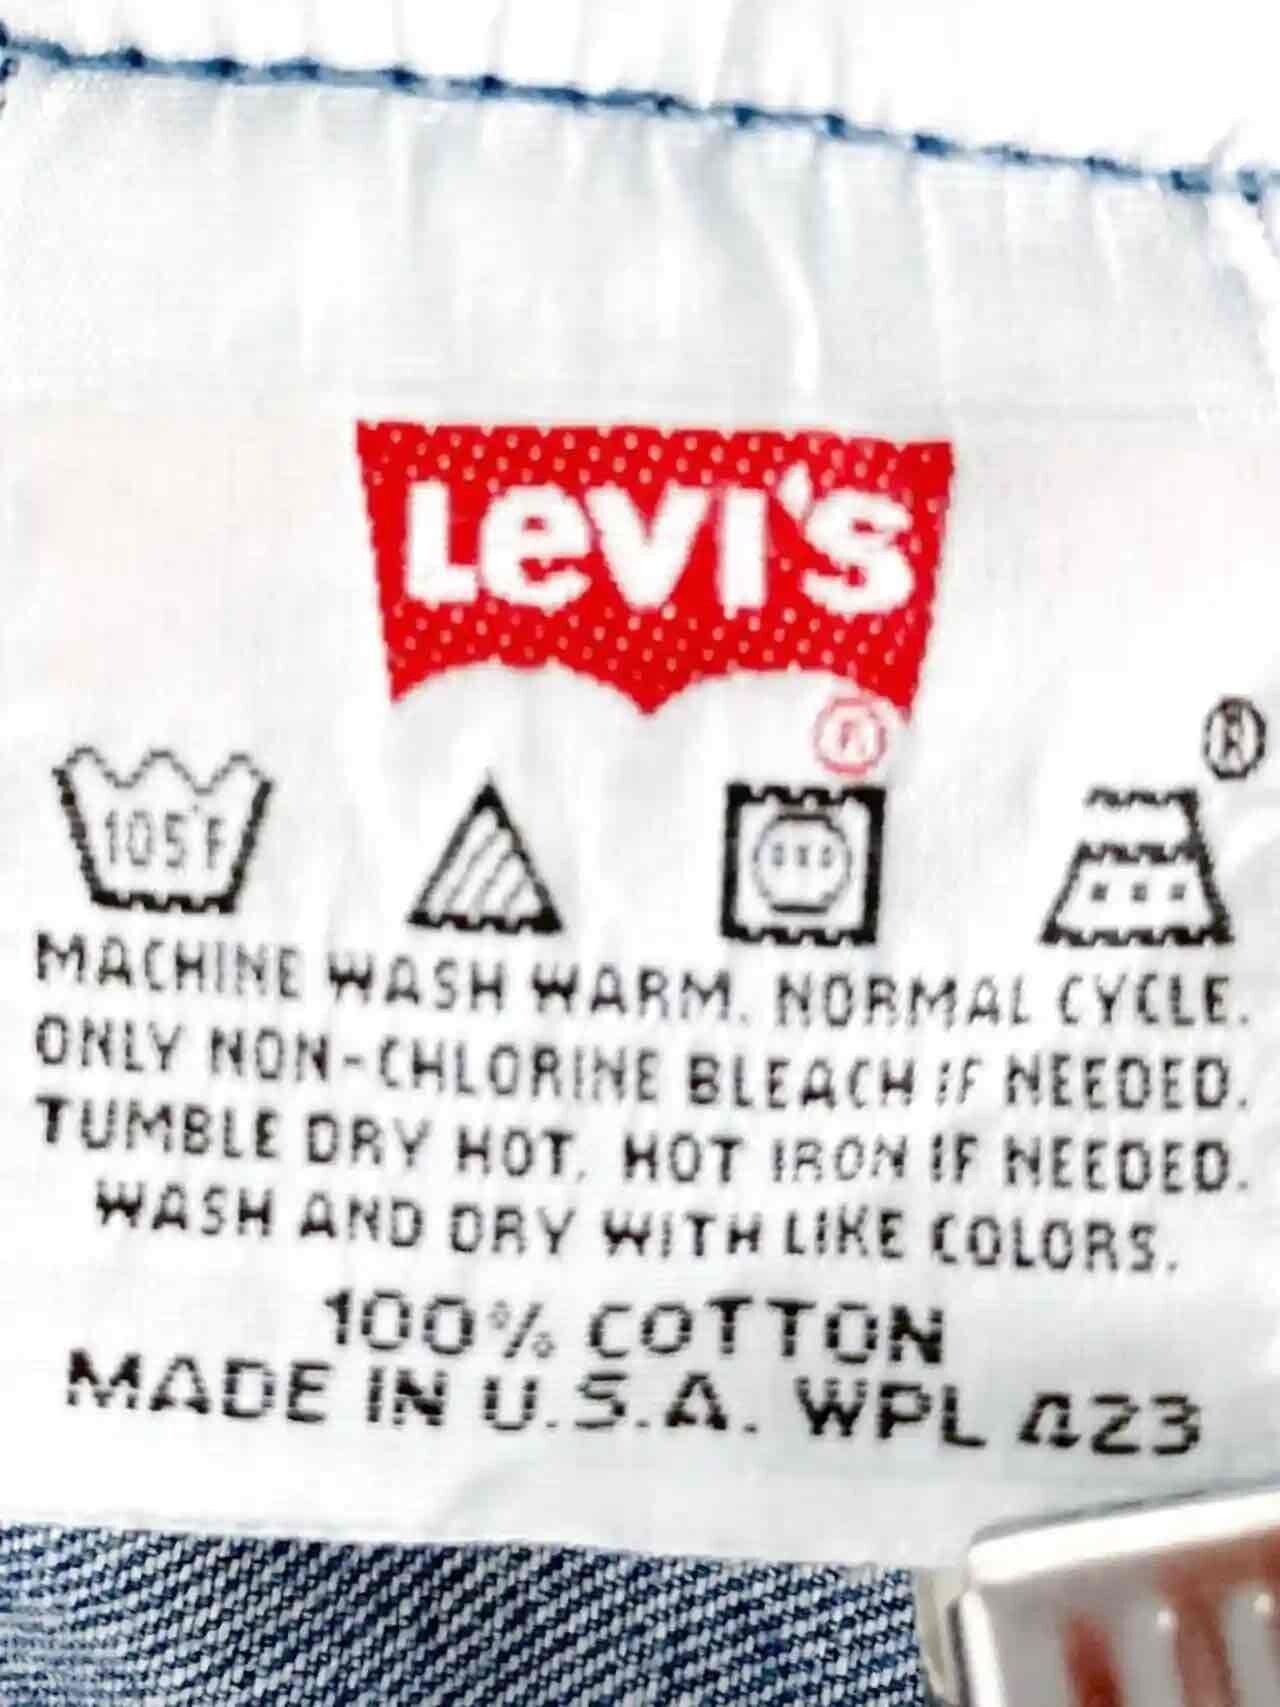 Levi's
®
®
105°F
MACHINE WASH WARM. NORMAL CYCLE.
ONLY NON-CHLORINE BLEACH IF NEEDED.
TUMBLE DRY HOT. HOT IRON IF NEEDED.
WASH AND DRY WITH LIKE COLORS.
100% COTTON
MADE IN U.S.A. WPL 423